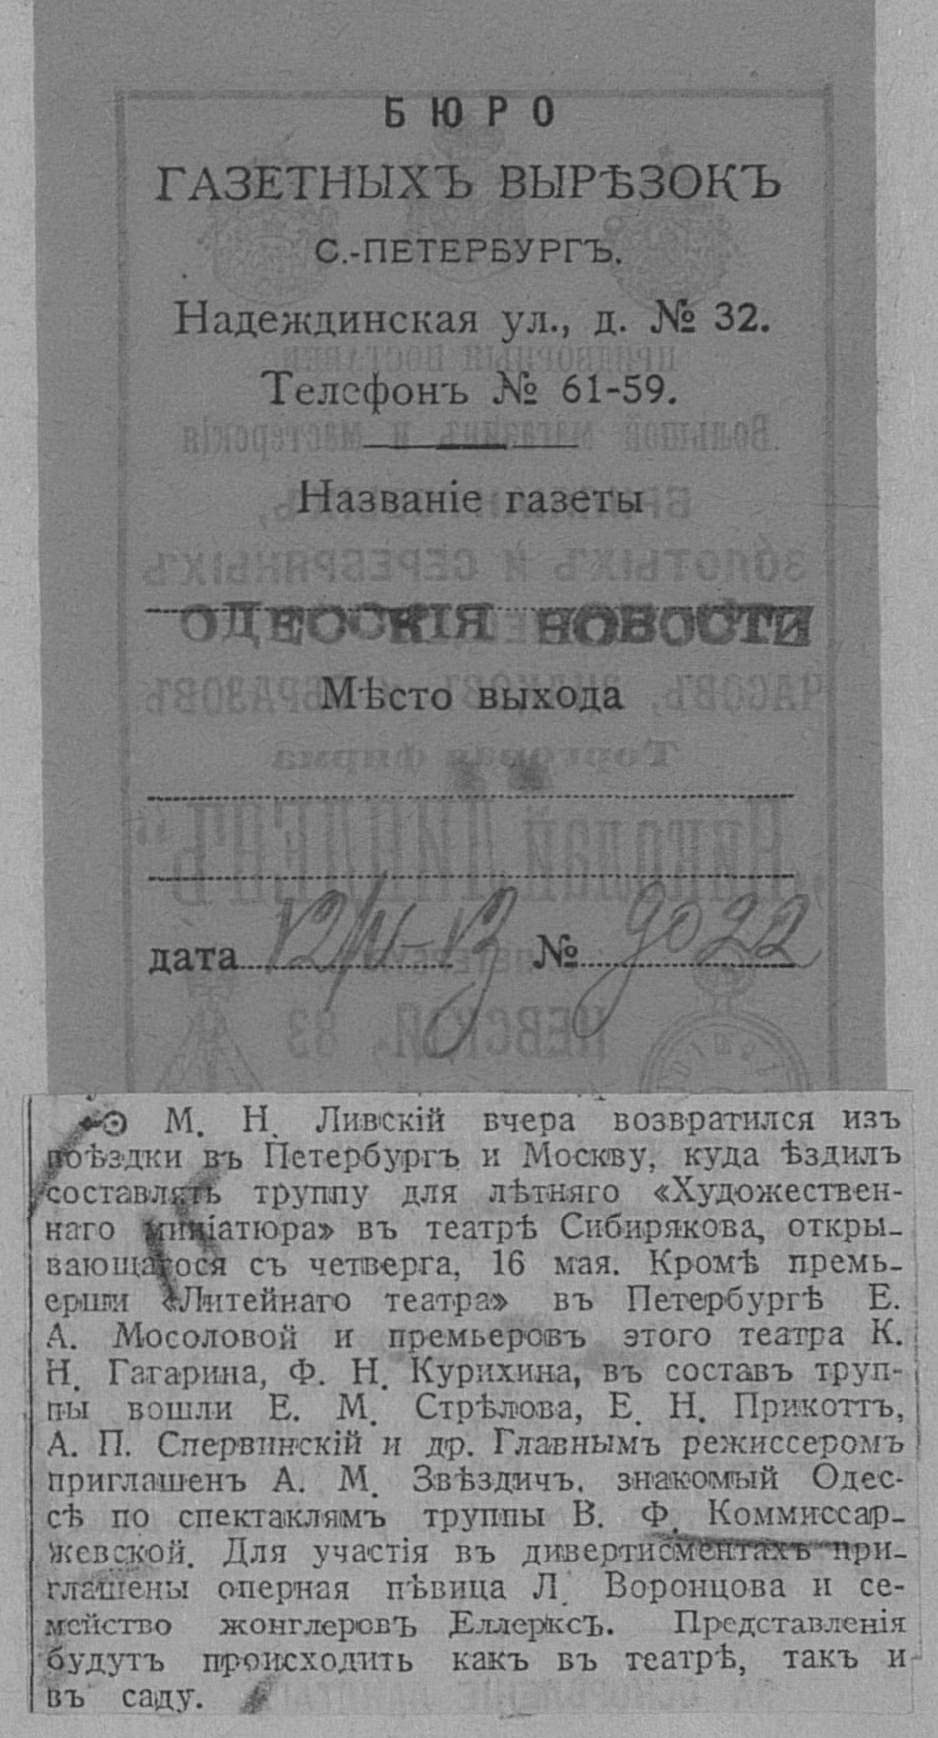 БЮРО
ГАЗЕТНЫХЪ ВЫРѢЗОКЪ
С.-ПЕТЕРБУРГЪ.
Надеждинская ул., д. № 32.
Телефонъ № 61-59.
Названіе газеты
ОДЕССКІЯ НОВОСТИ
Мѣсто выхода
дата 12/IV-13 № 9022
М. Н. Ливскій вчера возвратился изъ
поѣздки въ Петербургъ и Москву, куда ѣздилъ
составлять труппу для лѣтняго «Художествен-
наго миніатюра» въ театрѣ Сибирякова, откры-
вающагося съ четверга, 16 мая. Кромѣ премь-
ерши «Литейнаго театра» въ Петербургѣ Е.
А. Мосоловой и премьеровъ этого театра К.
Н. Гагарина, Ф. Н. Курихина, въ составъ труп-
пы вошли Е. М. Стрѣлова, Е. Н. Прикоттъ,
А. П. Спервинскій и др. Главнымъ режиссеромъ
приглашенъ А. М. Звѣздичъ, знакомый Одес-
сѣ по спектаклямъ труппы В. Ф. Коммиссар-
жевской. Для участія въ дивертисментахъ при-
глашены оперная пѣвица Л. Воронцова и се-
мейство жонглеровъ Еллерксъ. Представленія
будутъ происходить какъ въ театрѣ, такъ и
въ саду.